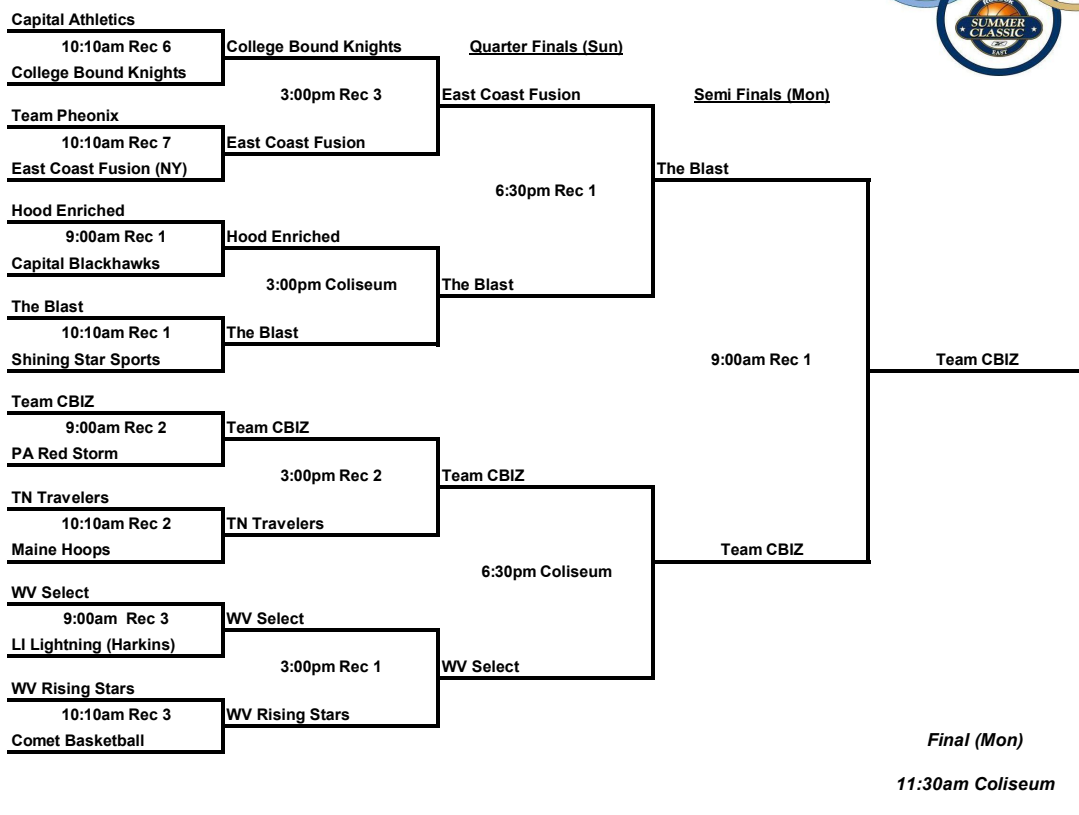 Reebok
SUMMER
CLASSIC
EAST
Capital Athletics
10:10am Rec 6
College Bound Knights
College Bound Knights
Quarter Finals (Sun)
3:00pm Rec 3
East Coast Fusion
Semi Finals (Mon)
Team Pheonix
10:10am Rec 7
East Coast Fusion
East Coast Fusion (NY)
The Blast
6:30pm Rec 1
Hood Enriched
9:00am Rec 1
Hood Enriched
Capital Blackhawks
3:00pm Coliseum
The Blast
The Blast
10:10am Rec 1
The Blast
Shining Star Sports
9:00am Rec 1
Team CBIZ
Team CBIZ
9:00am Rec 2
Team CBIZ
PA Red Storm
3:00pm Rec 2
Team CBIZ
TN Travelers
10:10am Rec 2
TN Travelers
Maine Hoops
Team CBIZ
6:30pm Coliseum
WV Select
9:00am  Rec 3
WV Select
LI Lightning (Harkins)
3:00pm Rec 1
WV Select
WV Rising Stars
10:10am Rec 3
WV Rising Stars
Comet Basketball
Final (Mon)
11:30am Coliseum